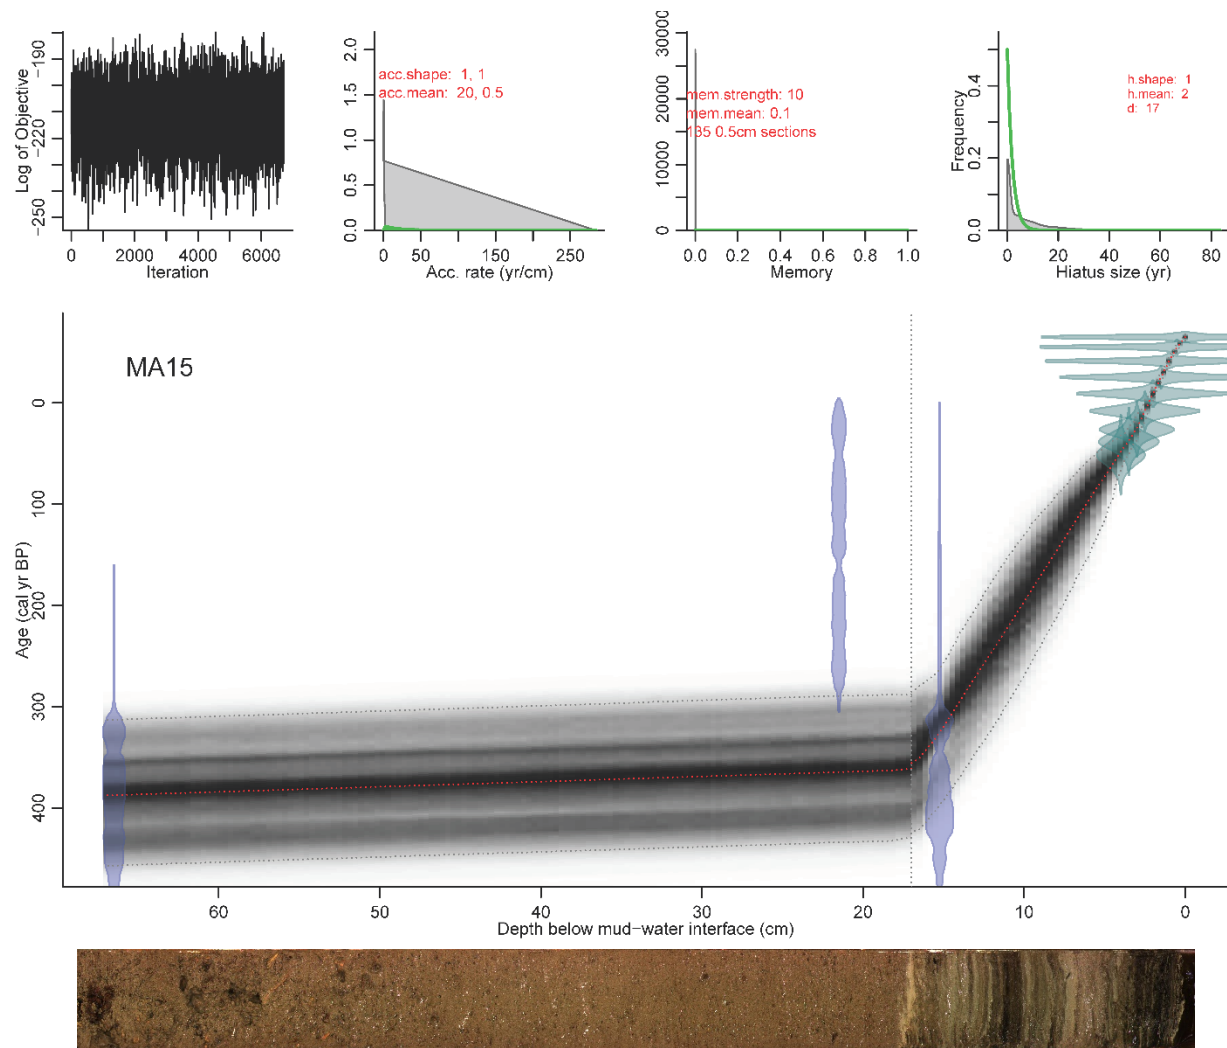 Log of Objective
−250
−220
−190
0
2000
4000
6000
Iteration
0.0
0.5
1.0
1.5
2.0
acc.shape: 1, 1
acc.mean: 20, 0.5
0
50
150
250
Acc. rate (yr/cm)
0
10000
20000
30000
mem.strength: 10
mem.mean: 0.1
135 0.5cm sections
0.0
0.2
0.4
0.6
0.8
1.0
Memory
Frequency
0.0
0.2
0.4
h.shape: 1
h.mean: 2
d: 17
0
20
40
60
80
Hiatus size (yr)
MA15
Age (cal yr BP)
0
100
200
300
400
60
50
40
30
20
10
0
Depth below mud−water interface (cm)